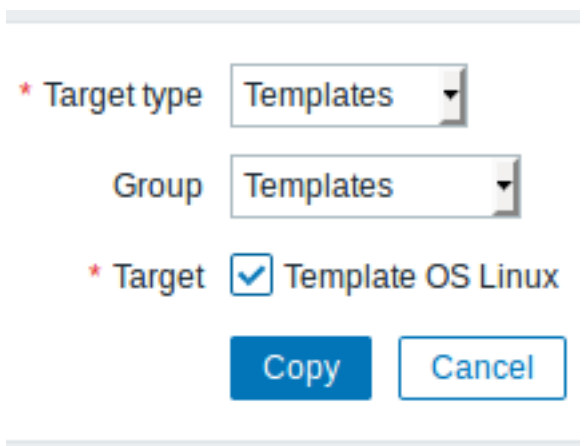 * Target type Templates
Group Templates
* Target Template OS Linux
Copy Cancel